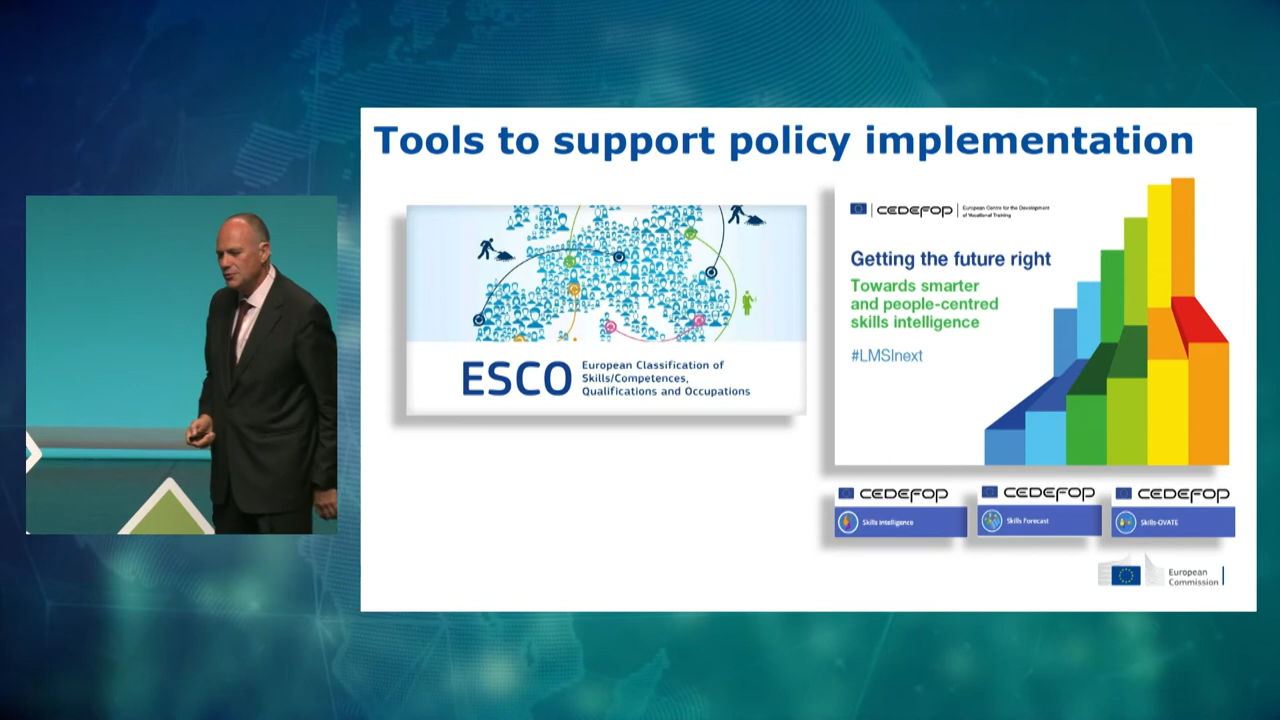 Tools to support policy implementation
ESCO
European Classification of
Skills/Competences,
Qualifications and Occupations
CEDEFOP
European Centre for the Development
of Vocational Training
Getting the future right
Towards smarter
and people-centred
skills intelligence
#LMSInext
CEDEFOP
Skills Intelligence
CEDEFOP
Skills Forecast
CEDEFOP
Skills-OVATE
European
Commission